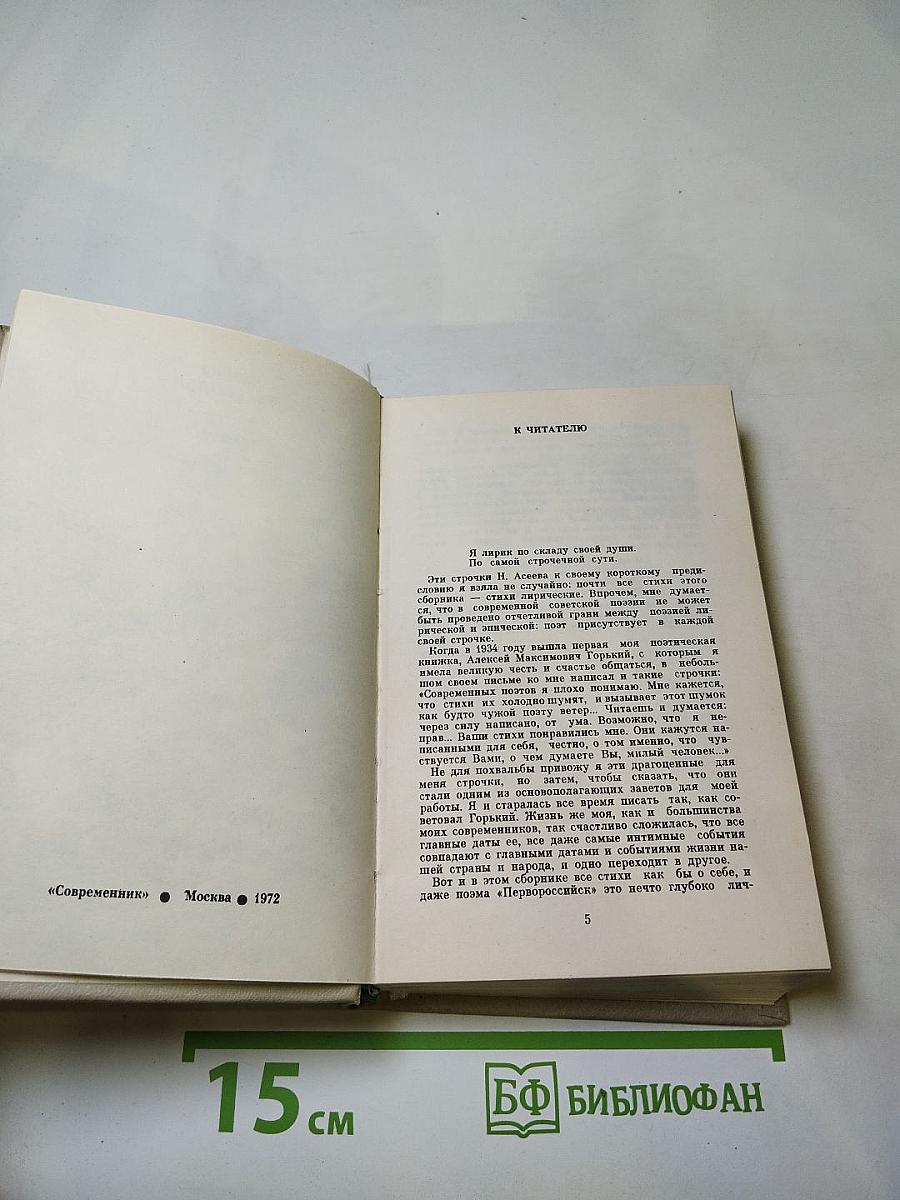 «Современник» ● Москва ● 1972
К ЧИТАТЕЛЮ
Я лирик по складу своей души.
По самой строчечной сути.
Эти строчки Н. Асеева к своему короткому преди-
словию я взяла не случайно: почти все стихи этого
сборника — стихи лирические. Впрочем, мне думает-
ся, что в современной советской поэзии не может
быть проведено отчетливой грани между поэзией ли-
рической и эпической: поэт присутствует в каждой
своей строчке.
Когда в 1934 году вышла первая моя поэтическая
книжка, Алексей Максимович Горький, с которым я
имела великую честь и счастье общаться, в неболь-
шом своем письме ко мне написал и такие строчки:
«Современных поэтов я плохо понимаю. Мне кажется,
что стихи их холодно шумят, и вызывает этот шумок
как будто чужой поэту ветер... Читаешь и думается:
через силу написано, от ума. Возможно, что я не-
прав... Ваши стихи понравились мне. Они кажутся на-
писанными для себя, честно, о том именно, что чув-
ствуется Вами, о чем думаете Вы, милый человек...»
Не для похвальбы привожу я эти драгоценные для
меня строчки, но затем, чтобы сказать, что они
стали одним из основополагающих заветов для моей
работы. Я и старалась все время писать так, как со-
ветовал Горький. Жизнь же моя, как и большинства
моих современников, так счастливо сложилась, что все
главные даты ее, все даже самые интимные события
совпадают с главными датами и событиями жизни на-
шей страны и народа, и одно переходит в другое.
Вот и в этом сборнике все стихи как бы о себе, и
даже поэма «Первороссийск» это нечто глубоко лич-
5
15 см
БФ БИБЛИОФАН